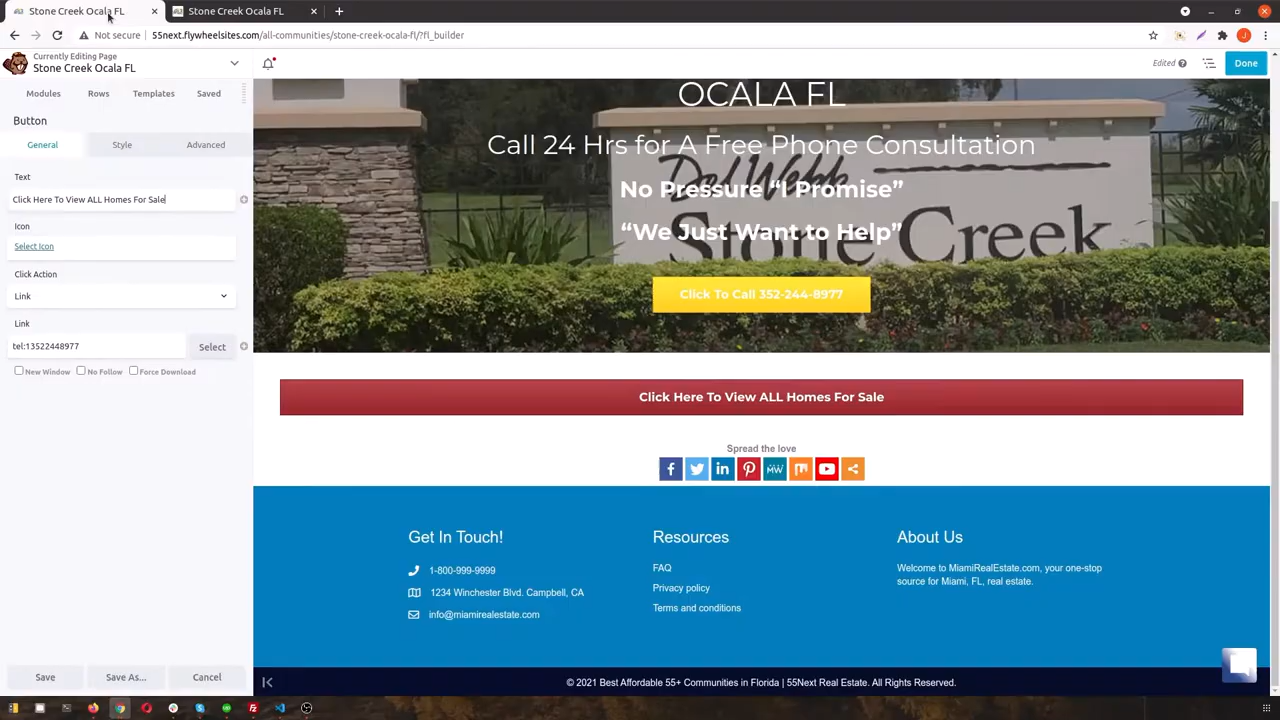 Stone Creek Ocala FL
Stone Creek Ocala FL
Not secure
55next.flywheelsites.com/all-communities/stone-creek-ocala-fl/?fl_builder
J
Currently Editing Page
Stone Creek Ocala FL
Edited
Done
Modules
Rows
Templates
Saved
Button
General
Style
Advanced
Text
Click Here To View ALL Homes For Sale
Icon
Select Icon
Click Action
Link
Link
tel:13522448977
Select
New Window
No Follow
Force Download
Save
Save As...
Cancel
OCALA FL
Call 24 Hrs for A Free Phone Consultation
No Pressure “I Promise”
“We Just Want to Help”
Del Webb
Stone Creek
Click To Call 352-244-8977
Click Here To View ALL Homes For Sale
Spread the love
MW
Get In Touch!
1-800-999-9999
1234 Winchester Blvd. Campbell, CA
info@miamirealestate.com
Resources
FAQ
Privacy policy
Terms and conditions
About Us
Welcome to MiamiRealEstate.com, your one-stop
source for Miami, FL, real estate.
© 2021 Best Affordable 55+ Communities in Florida | 55Next Real Estate. All Rights Reserved.